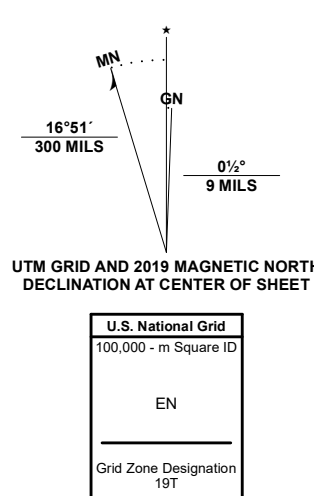 ★
MN
GN
16°51´
300 MILS
0½°
9 MILS
UTM GRID AND 2019 MAGNETIC NORTH
DECLINATION AT CENTER OF SHEET
U.S. National Grid
100,000 - m Square ID
EN
Grid Zone Designation
19T